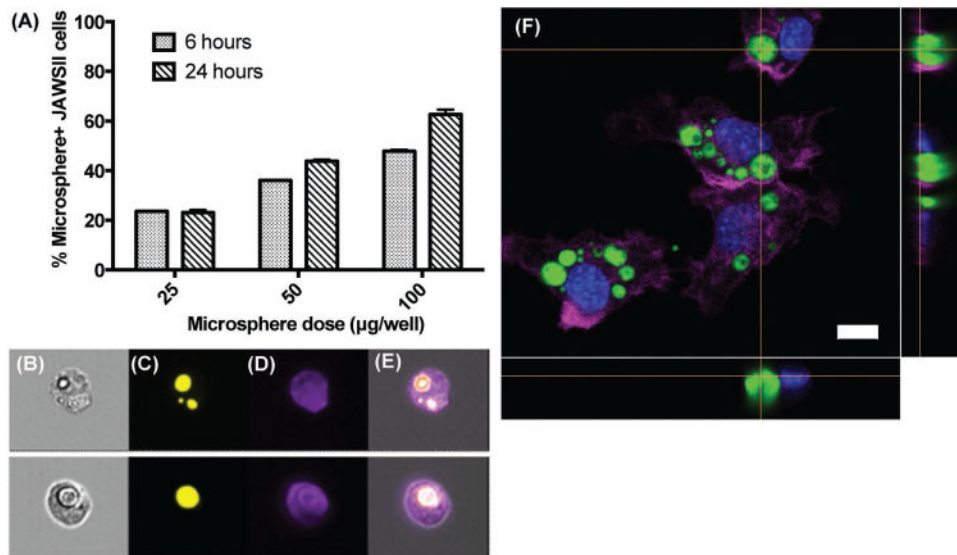 (A)
% Microsphere+ JAWSII cells
100
80
60
40
20
0
6 hours
24 hours
25
50
100
Microsphere dose (µg/well)
(B)
(C)
(D)
(E)
(F)